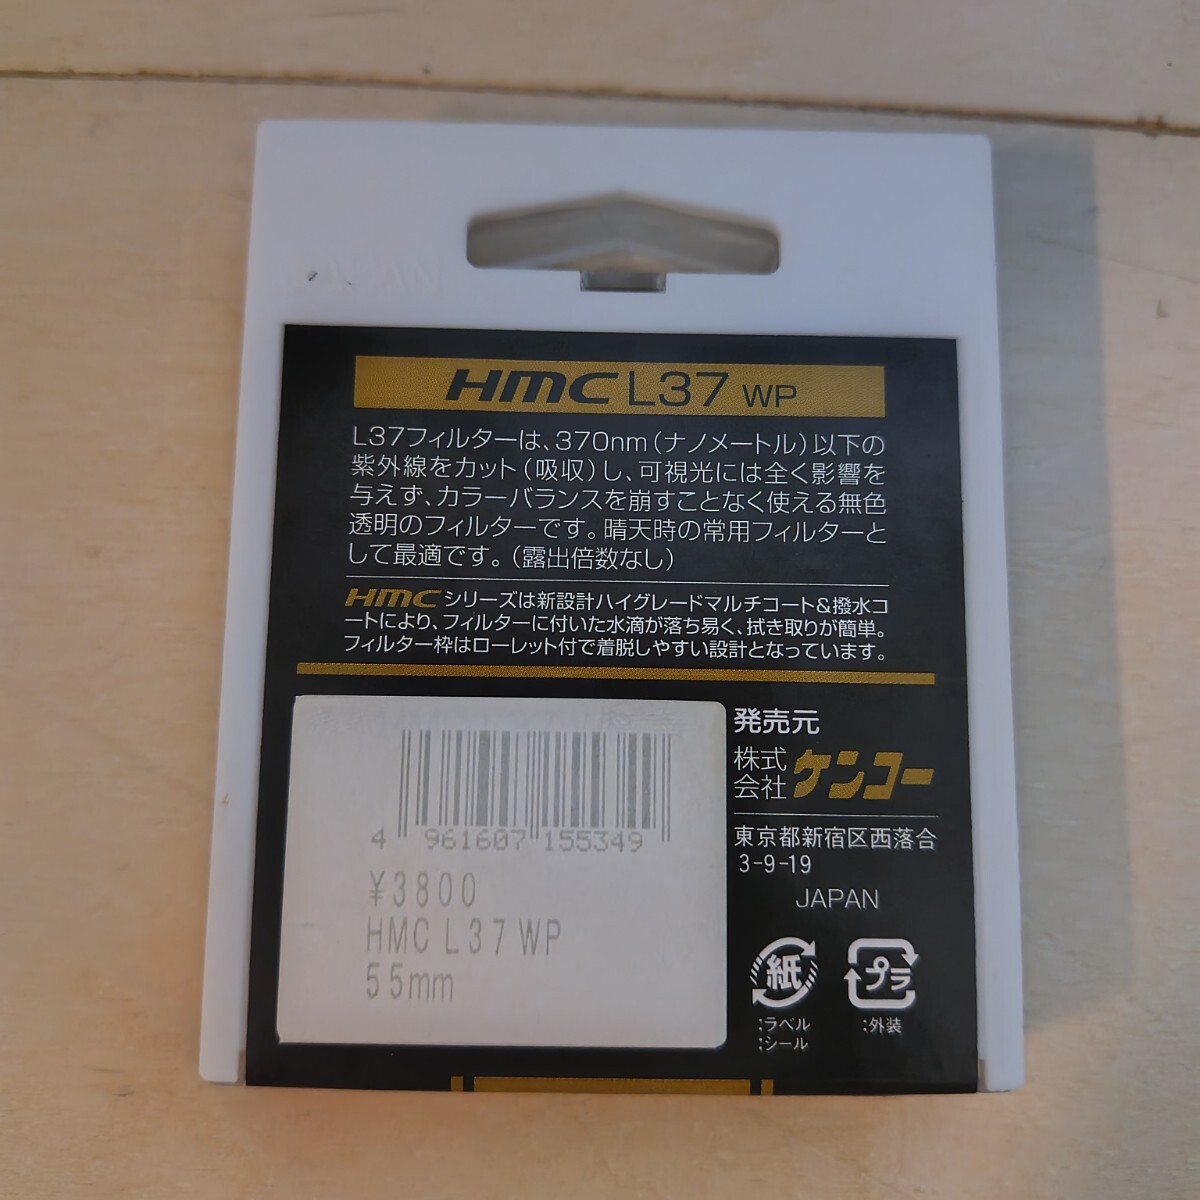 JAPAN
HMC L37 WP
L37フィルターは、370nm(ナノメートル)以下の
紫外線をカット(吸収)し、可視光には全く影響を
与えず、カラーバランスを崩すことなく使える無色
透明のフィルターです。晴天時の常用フィルターと
して最適です。(露出倍数なし)
HMCシリーズは新設計ハイグレードマルチコート&撥水コ
ートにより、フィルターに付いた水滴が落ち易く、拭き取りが簡単。
フィルター枠はローレット付で着脱しやすい設計となっています。
4 961607 155349
¥3800
HMC L37 WP
55mm
発売元
株式会社ケンコー
東京都新宿区西落合
3-9-19
JAPAN
紙
:ラベル
:シール
プラ
:外装